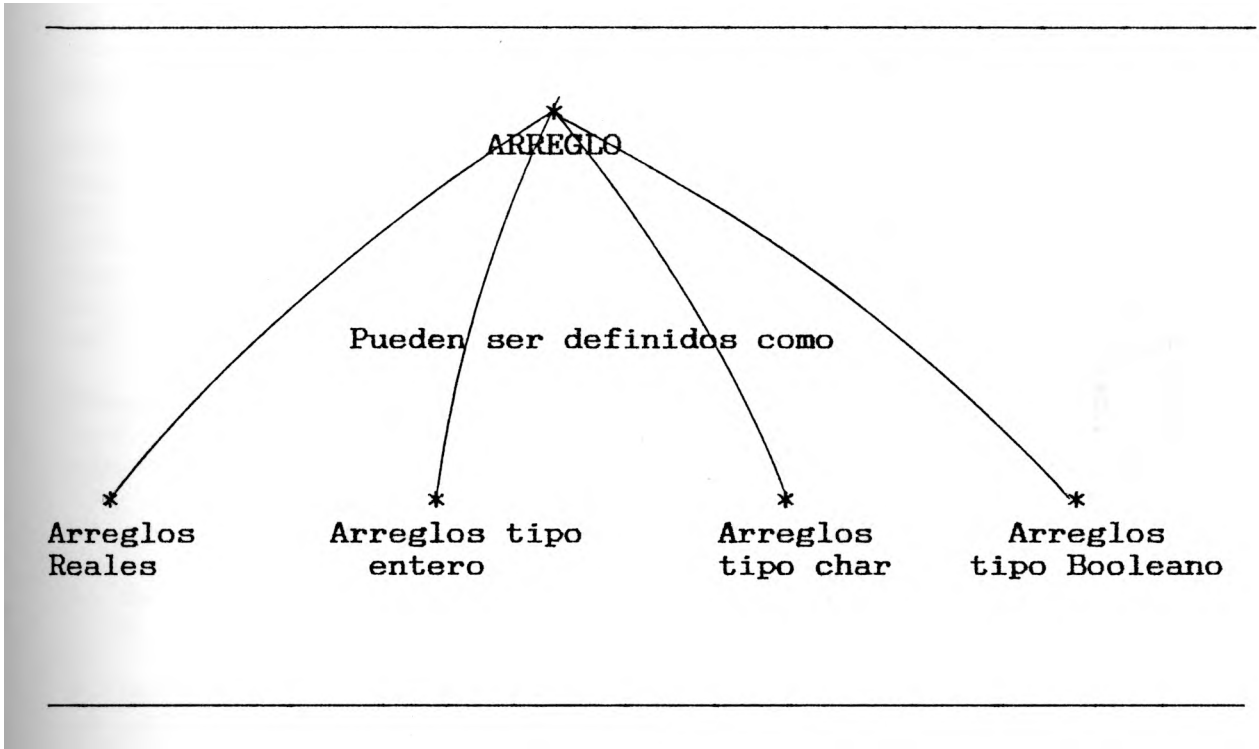 *
ARREGLO
Pueden ser definidos como
* * * *
Arreglos Arreglos tipo Arreglos Arreglos
Reales entero tipo char tipo Booleano